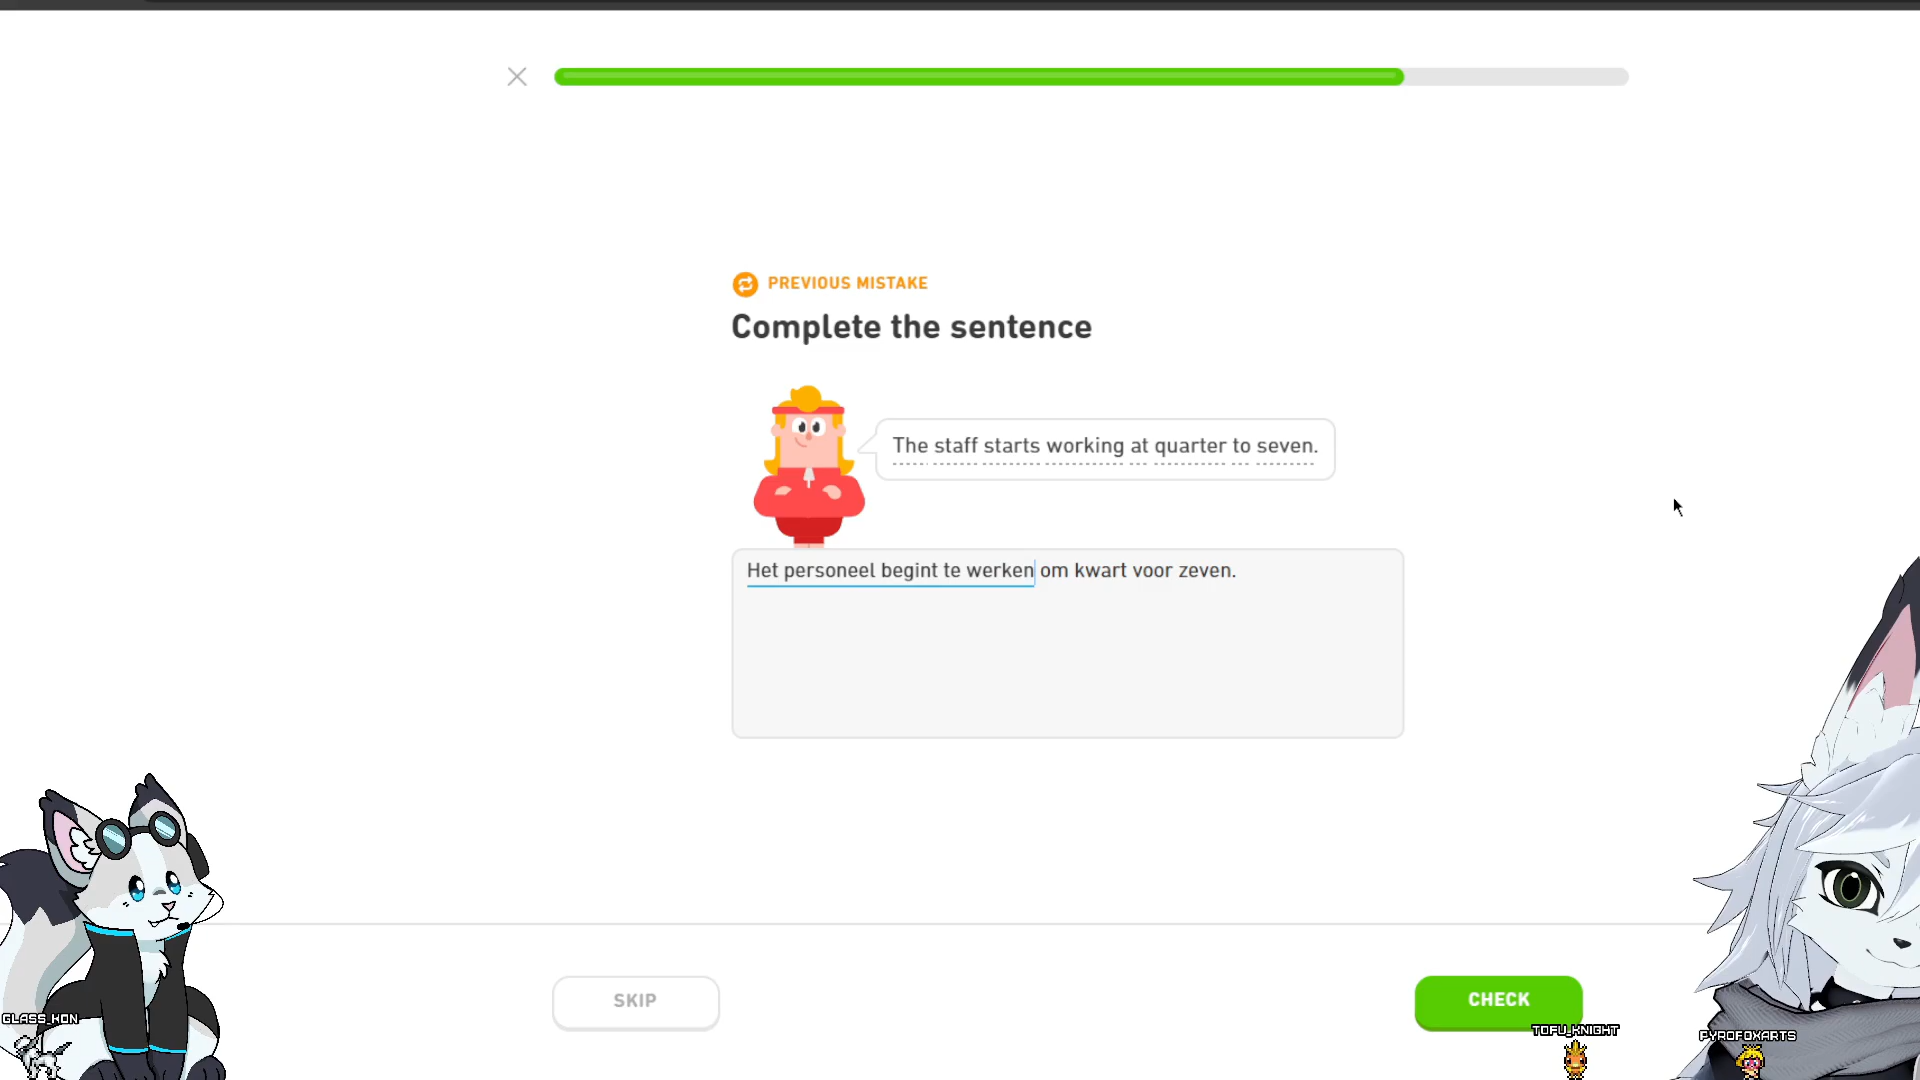 PREVIOUS MISTAKE
Complete the sentence
The staff starts working at quarter to seven.
Het personeel begint te werken om kwart voor zeven.
SKIP
CHECK
GLASS_KON
TOFU_KNIGHT
PYROFOXARTS